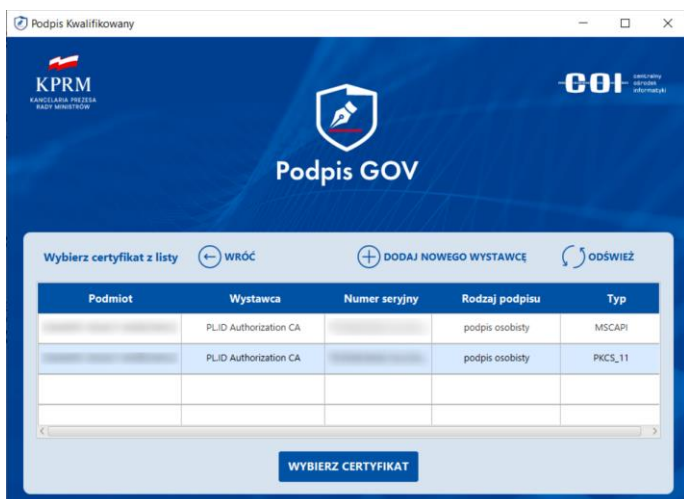 Podpis Kwalifikowany
KPRM
KANCELARIA PREZESA
RADY MINISTRÓW
COI centralny
ośrodek
informatyki
Podpis GOV
Wybierz certyfikat z listy WRÓĆ DODAJ NOWEGO WYSTAWCĘ ODŚWIEŻ
Podmiot Wystawca Numer seryjny Rodzaj podpisu Typ
PL.ID Authorization CA podpis osobisty MSCAPI
PL.ID Authorization CA podpis osobisty PKCS_11
WYBIERZ CERTYFIKAT